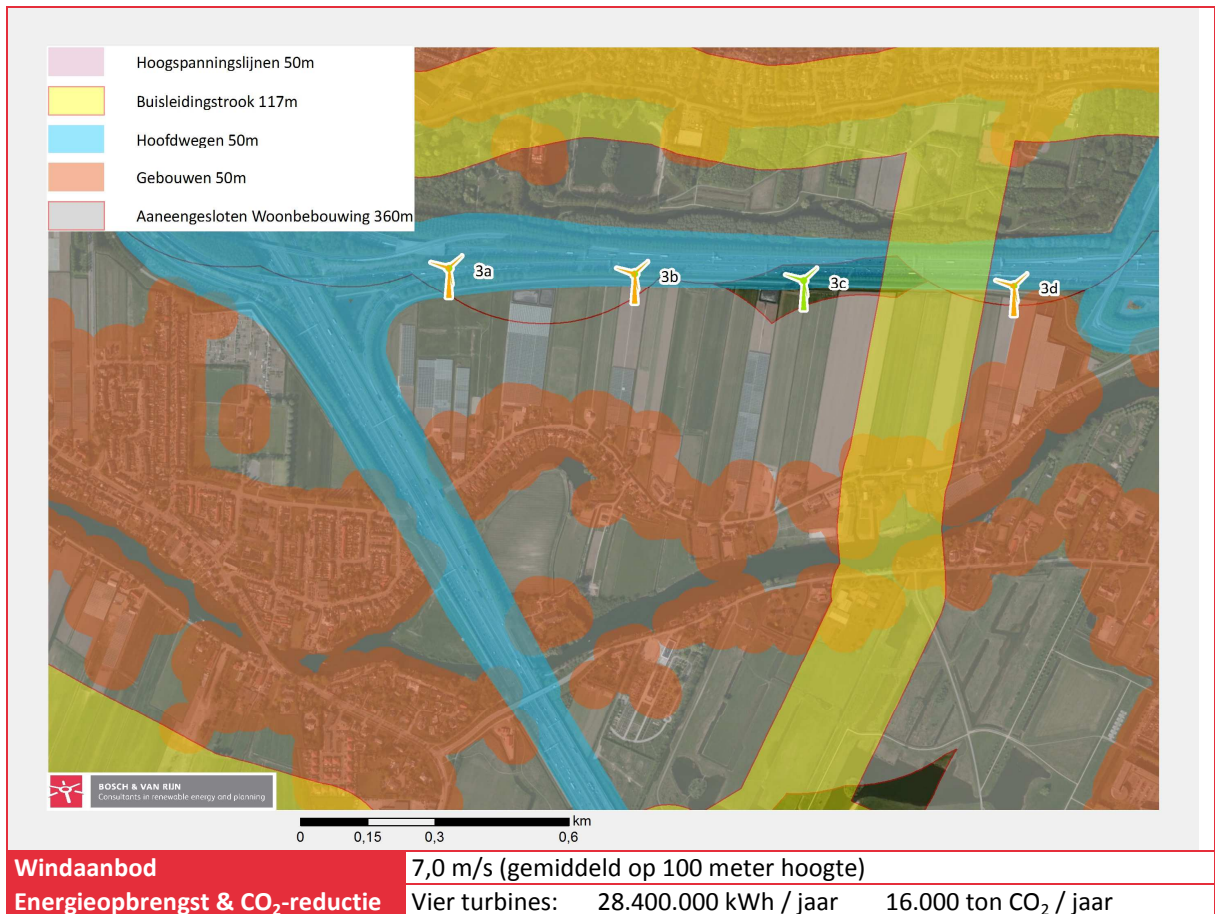 Hoogspanningslijnen 50m
Buisleidingstrook 117m
Hoofdwegen 50m
Gebouwen 50m
Aaneengesloten Woonbebouwing 360m
3a
3b
3c
3d
BOSCH & VAN RIJN
Consultants in renewable energy and planning
km
0 0,15 0,3 0,6
Windaanbod 7,0 m/s (gemiddeld op 100 meter hoogte)
Energieopbrengst & CO₂-reductie Vier turbines: 28.400.000 kWh / jaar 16.000 ton CO₂ / jaar